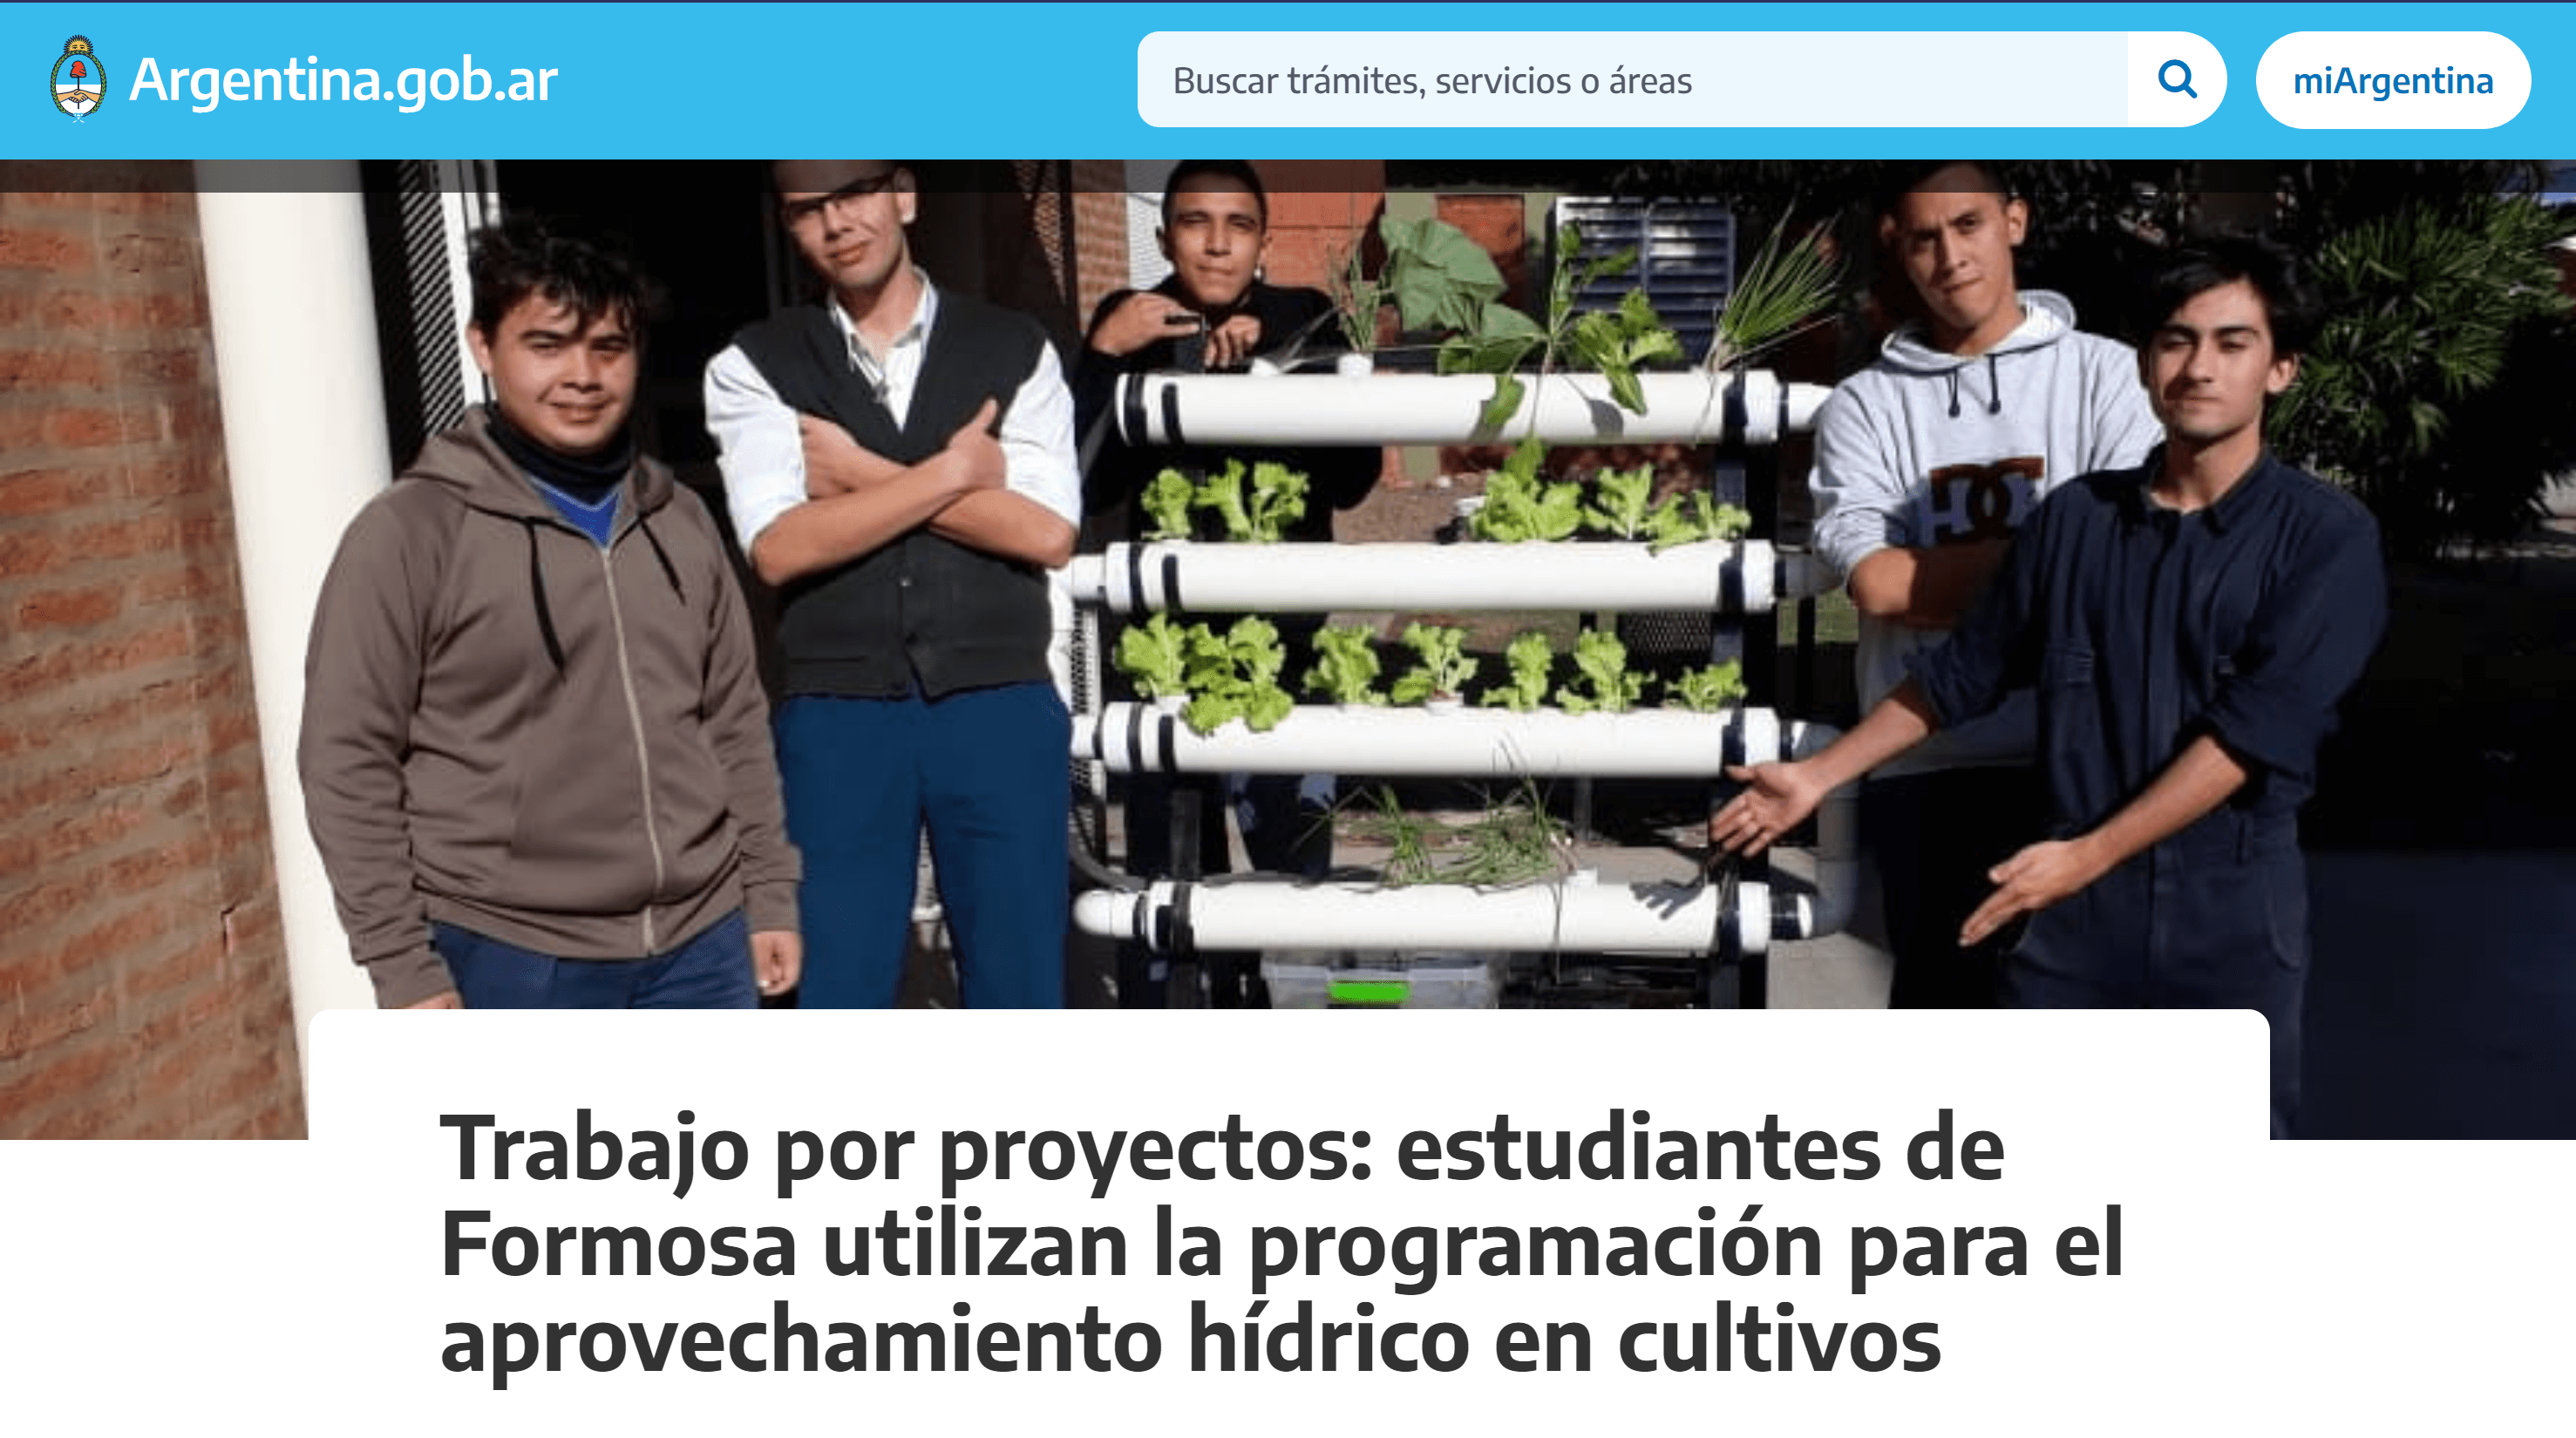 Argentina.gob.ar
Buscar trámites, servicios o áreas
miArgentina
Trabajo por proyectos: estudiantes de
Formosa utilizan la programación para el
aprovechamiento hídrico en cultivos